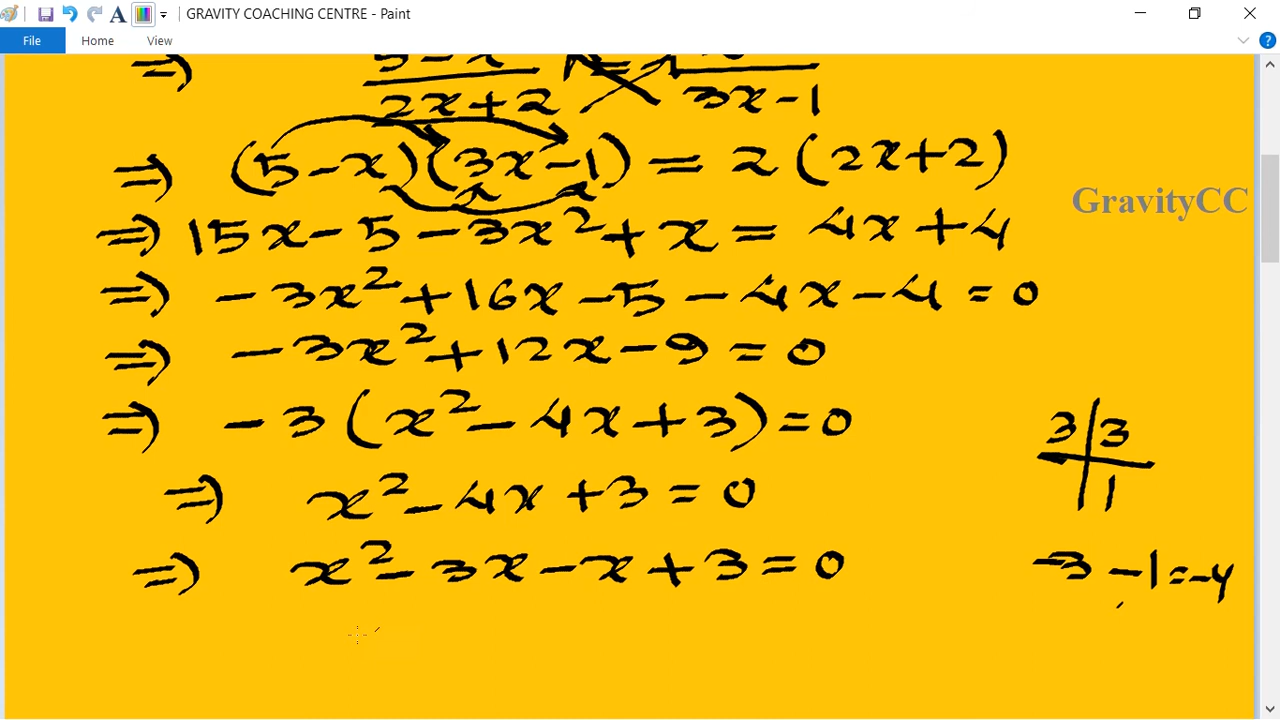 GRAVITY COACHING CENTRE - Paint
File Home View
⇒ 5-x / 2x+2 = / 3x-1
⇒ (5-x)(3x-1) = 2(2x+2)
GravityCC
⇒ 15x-5-3x²+x = 4x+4
⇒ -3x²+16x-5-4x-4=0
⇒ -3x²+12x-9=0
⇒ -3(x²-4x+3)=0
3 | 3
1
⇒ x²-4x+3=0
⇒ x²-3x-x+3=0
-3-1=-4